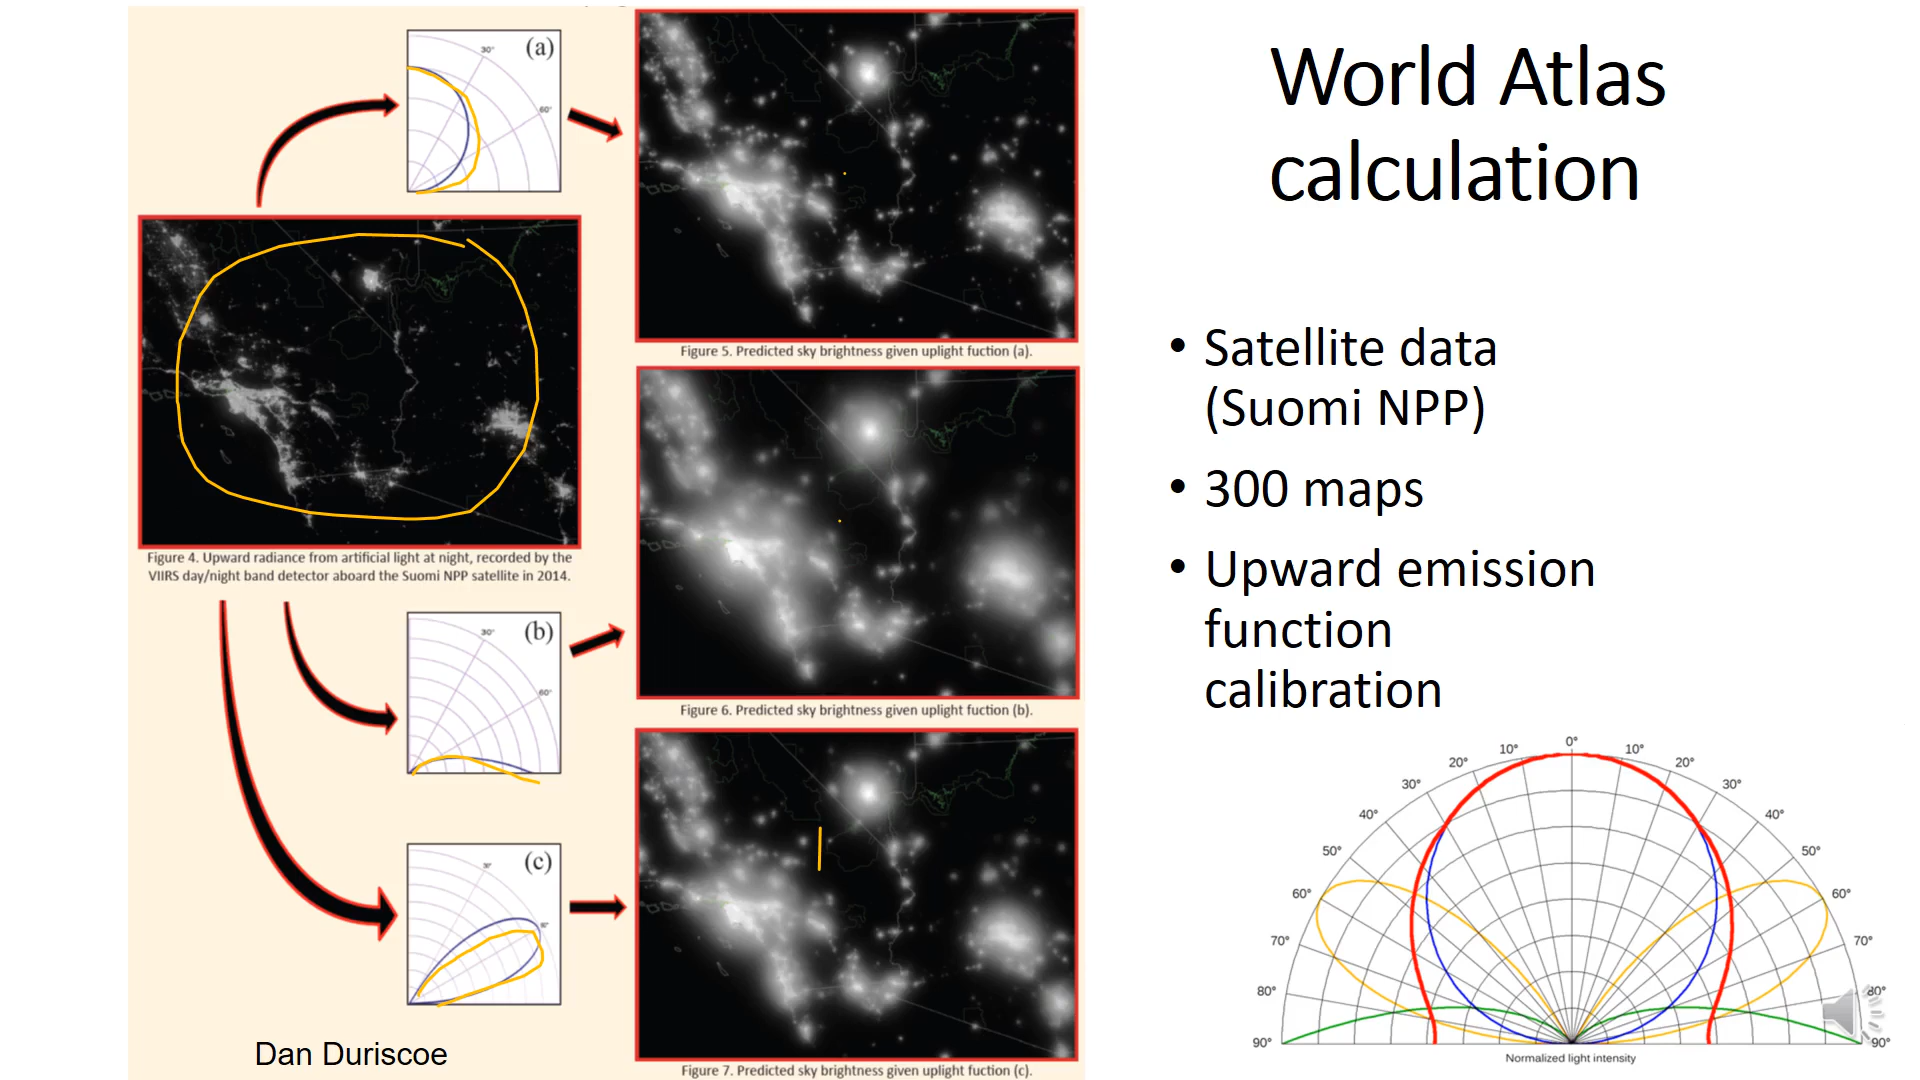 World Atlas
calculation
• Satellite data
(Suomi NPP)
• 300 maps
• Upward emission
function
calibration
(a)
30°
60°
Figure 5. Predicted sky brightness given uplight fuction (a).
Figure 4. Upward radiance from artificial light at night, recorded by the
VIIRS day/night band detector aboard the Suomi NPP satellite in 2014.
(b)
30°
60°
Figure 6. Predicted sky brightness given uplight fuction (b).
(c)
Figure 7. Predicted sky brightness given uplight fuction (c).
Dan Duriscoe
0°
10° 10°
20° 20°
30° 30°
40° 40°
50° 50°
60° 60°
70° 70°
80° 80°
90° 90°
Normalized light intensity